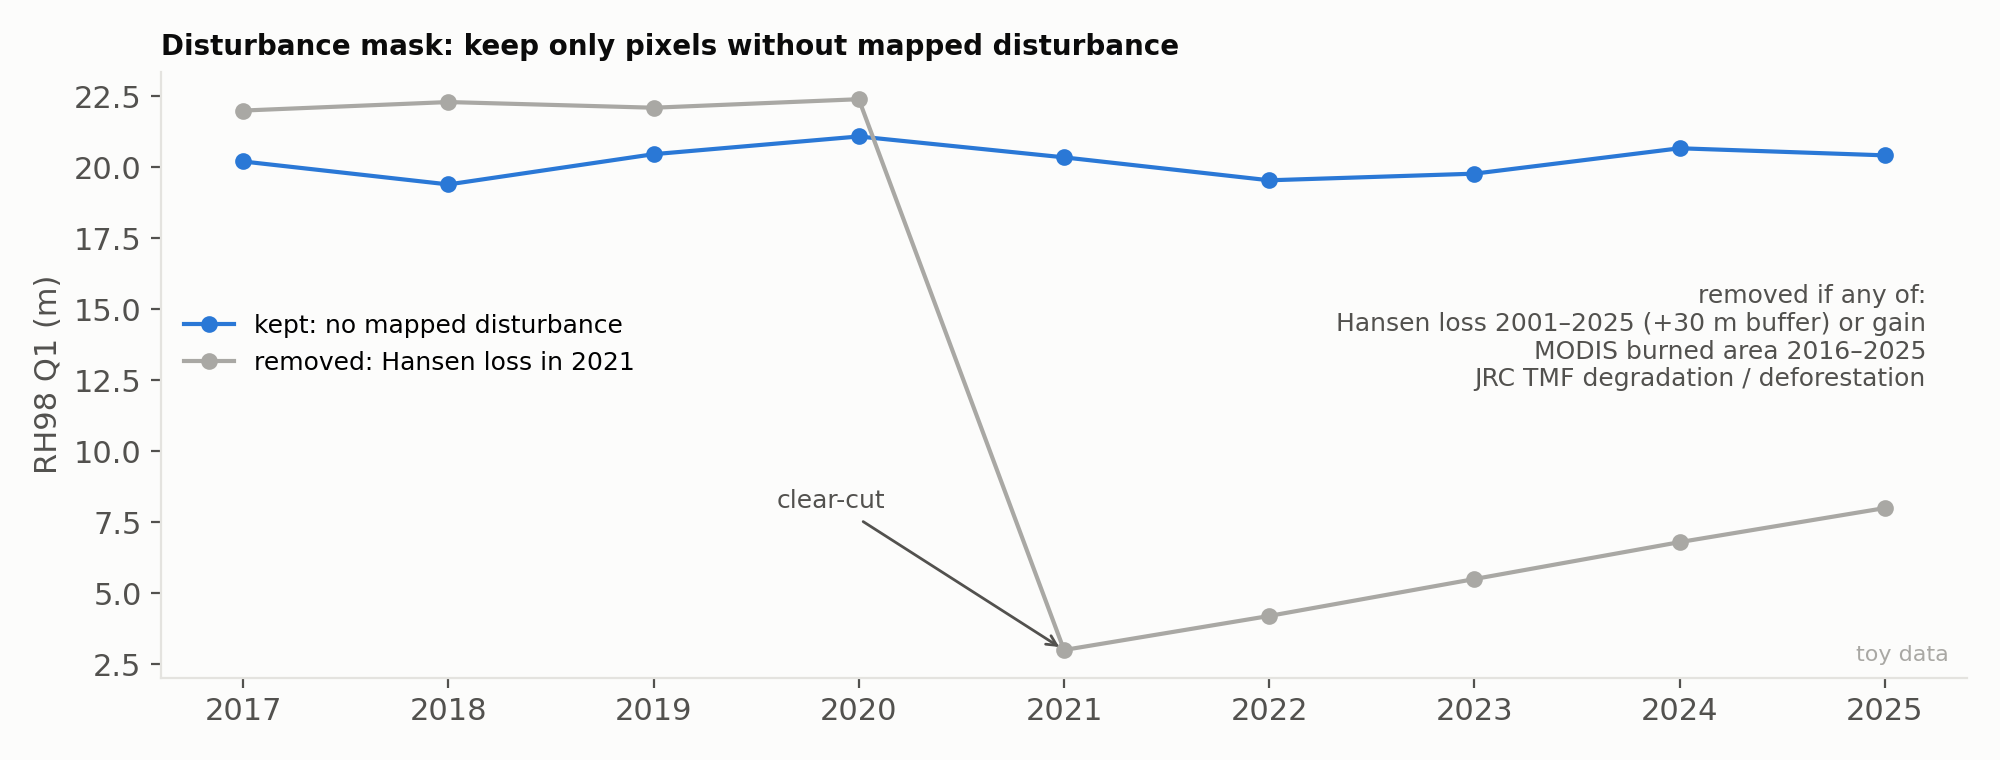 Disturbance mask: keep only pixels without mapped disturbance
RH98 Q1 (m)
22.5
20.0
17.5
15.0
12.5
10.0
7.5
5.0
2.5
kept: no mapped disturbance
removed: Hansen loss in 2021
removed if any of:
Hansen loss 2001–2025 (+30 m buffer) or gain
MODIS burned area 2016–2025
JRC TMF degradation / deforestation
clear-cut
toy data
2017 2018 2019 2020 2021 2022 2023 2024 2025